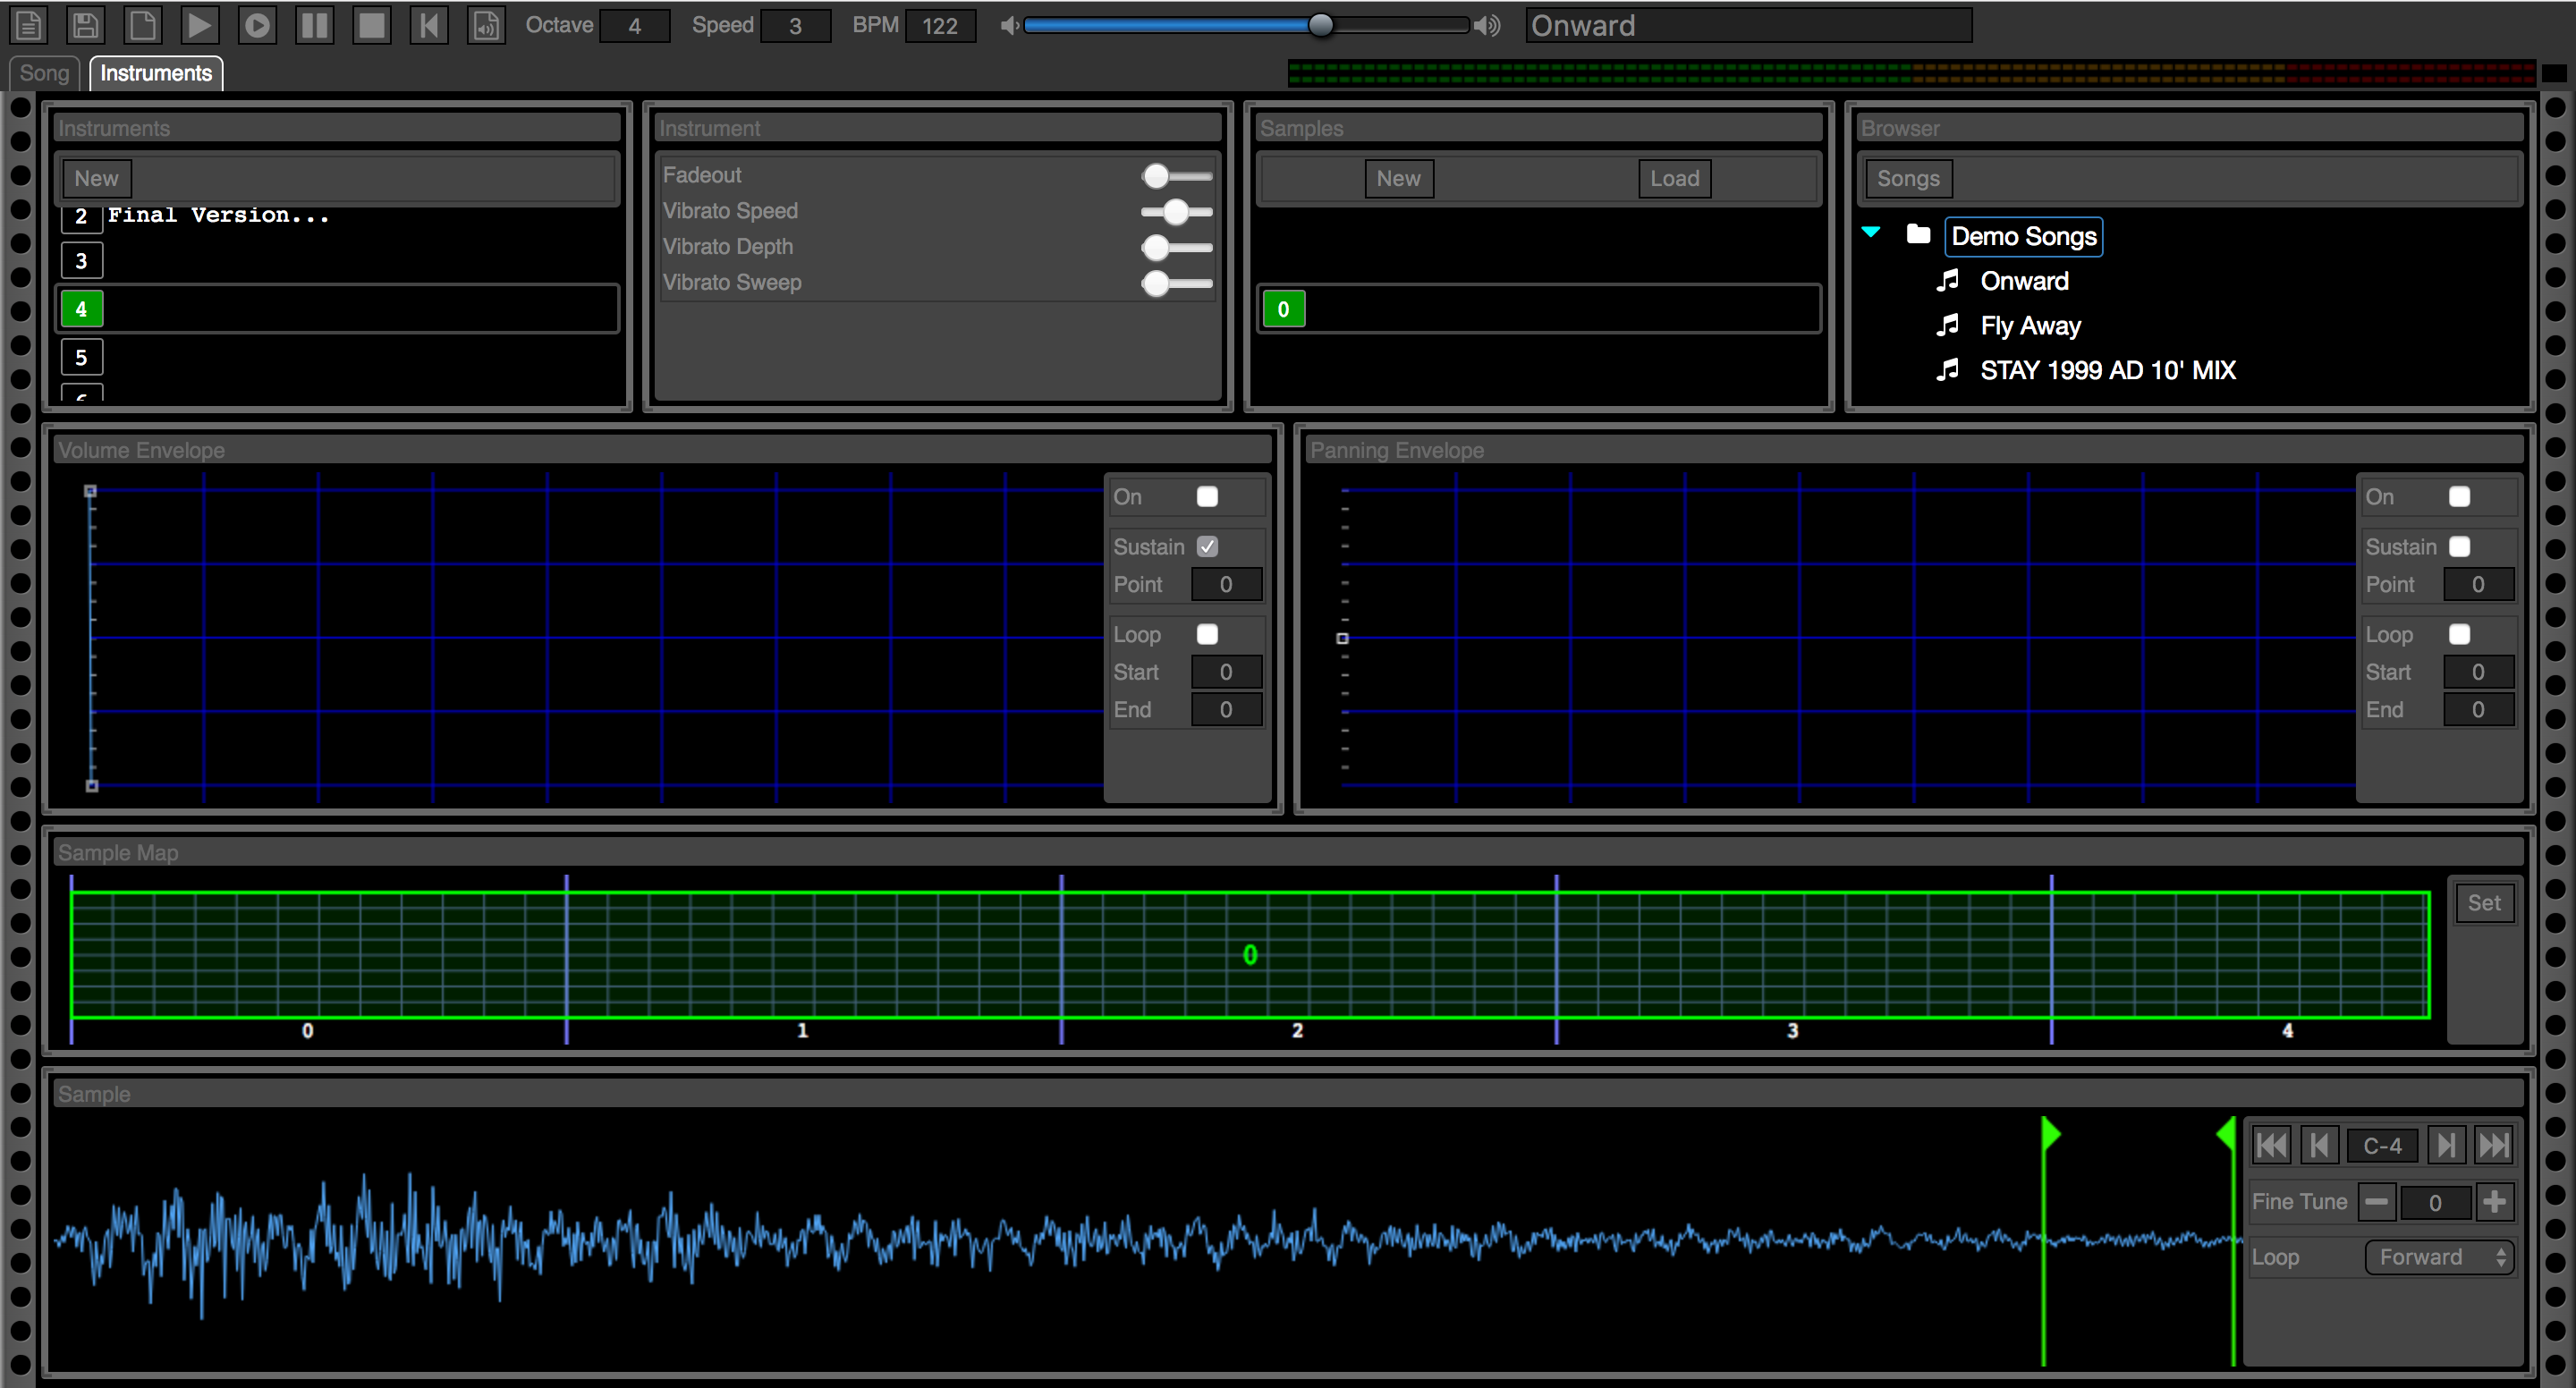 Octave 4 Speed 3 BPM 122 Onward
Song Instruments
Instruments
New
2 Final Version...
3
4
5
Instrument
Fadeout
Vibrato Speed
Vibrato Depth
Vibrato Sweep
Samples
New Load
0
Browser
Songs
Demo Songs
Onward
Fly Away
STAY 1999 AD 10' MIX
Volume Envelope
On
Sustain
Point 0
Loop
Start 0
End 0
Panning Envelope
On
Sustain
Point 0
Loop
Start 0
End 0
Sample Map
Set
0
0 1 2 3 4
Sample
C-4
Fine Tune 0
Loop Forward